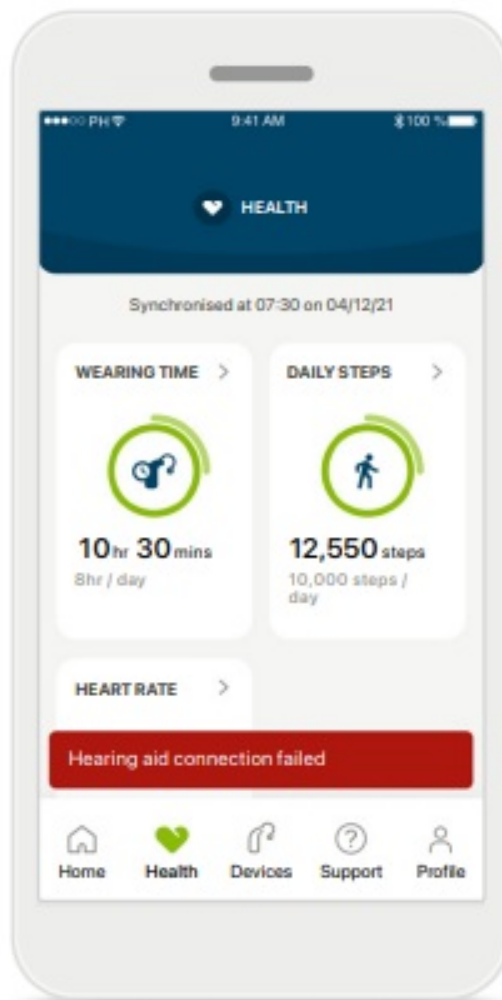 PH 9:41 AM 100 %
HEALTH
Synchronised at 07:30 on 04/12/21
WEARING TIME >
10hr 30mins
8hr / day
DAILY STEPS >
12,550 steps
10,000 steps /
day
HEART RATE >
Hearing aid connection failed
Home Health Devices Support Profile